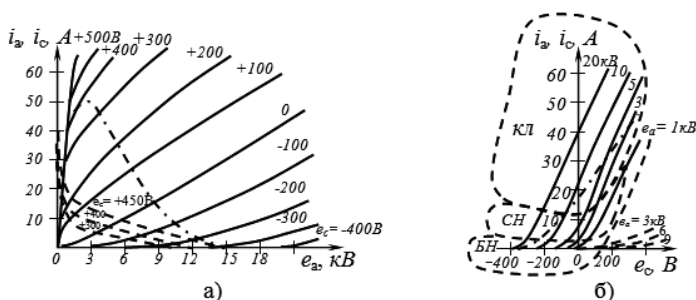 iа, iс, А
+500В
+400
+300
+200
+100
0
-100
-200
-300
eс= -400В
eс= +450В
+400
+300
60
50
40
30
20
10
0
3
6
9
12
15
18
eа, кВ
а)
iа, iс, А
20кВ
10
5
3
eа= 1кВ
КЛ
СН
БН
eа= 3кВ
6
9
60
50
40
30
20
10
-400
-200
0
200
eс, В
б)